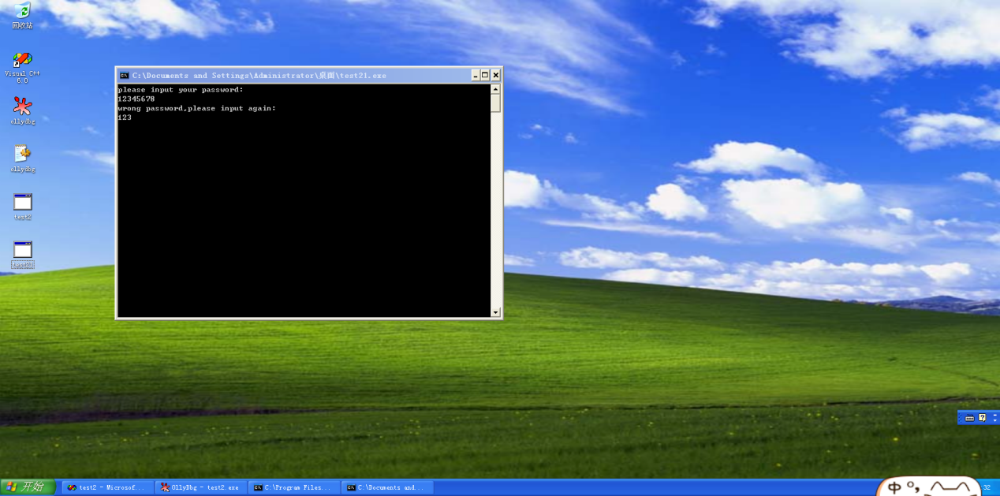 回收站
Visual C++
6.0
ollydbg
ollydbg
test2
test21
C:\Documents and Settings\Administrator\桌面\test21.exe
please input your password:
12345678
wrong password,please input again:
123
开始
test2 - Microsof...
OllyDbg - test2.exe
C:\Program Files...
C:\Documents and...
中
32